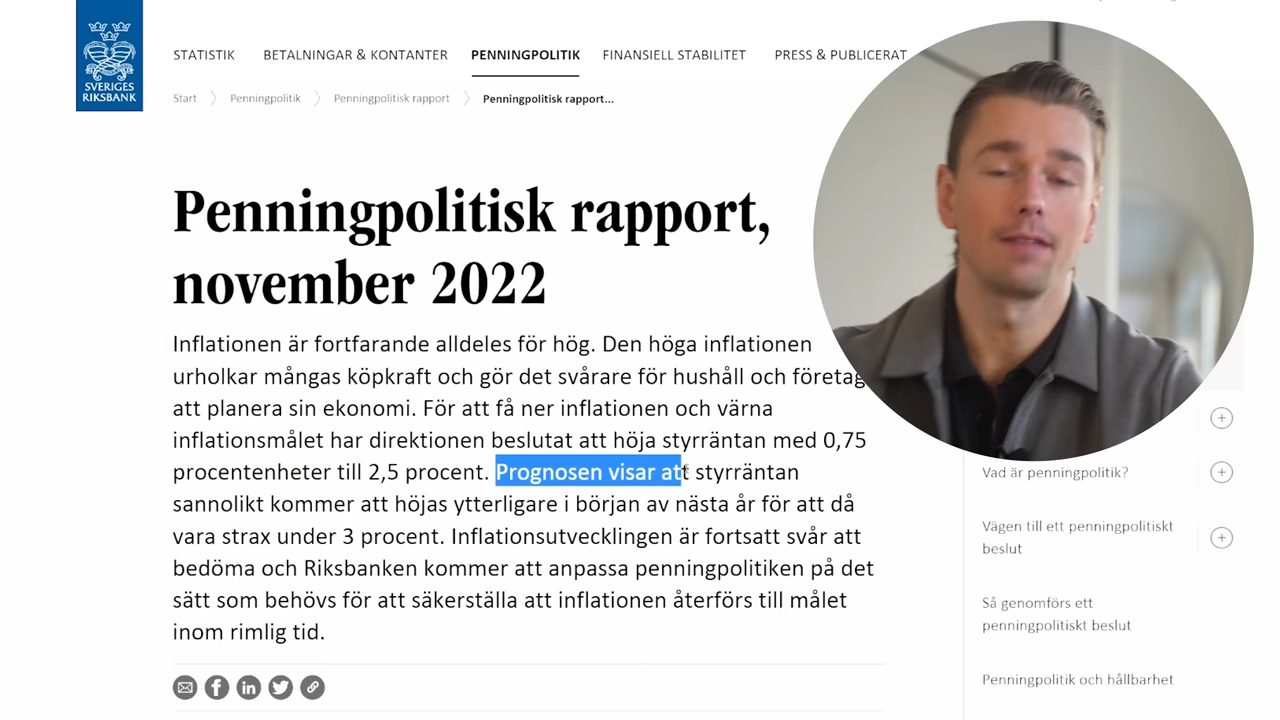 SVERIGES
RIKSBANK
STATISTIK BETALNINGAR & KONTANTER PENNINGPOLITIK FINANSIELL STABILITET PRESS & PUBLICERAT
Start Penningpolitik Penningpolitisk rapport Penningpolitisk rapport...
Penningpolitisk rapport,
november 2022
Inflationen är fortfarande alldeles för hög. Den höga inflationen
urholkar mångas köpkraft och gör det svårare för hushåll och företag
att planera sin ekonomi. För att få ner inflationen och värna
inflationsmålet har direktionen beslutat att höja styrräntan med 0,75
procentenheter till 2,5 procent. Prognosen visar att styrräntan
sannolikt kommer att höjas ytterligare i början av nästa år för att då
vara strax under 3 procent. Inflationsutvecklingen är fortsatt svår att
bedöma och Riksbanken kommer att anpassa penningpolitiken på det
sätt som behövs för att säkerställa att inflationen återförs till målet
inom rimlig tid.
Vad är penningpolitik?
Vägen till ett penningpolitiskt
beslut
Så genomförs ett
penningpolitiskt beslut
Penningpolitik och hållbarhet